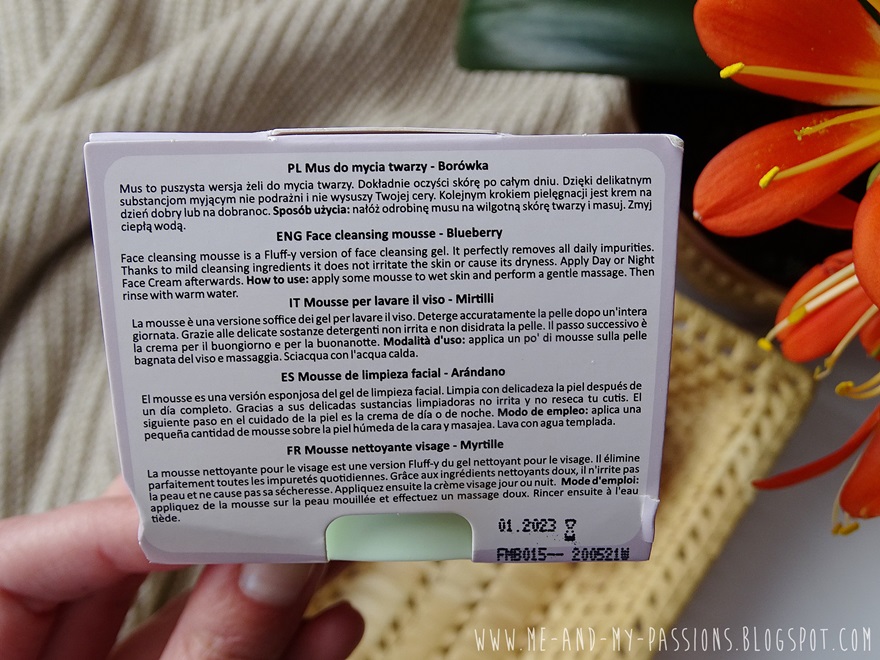 PL Mus do mycia twarzy - Borówka
Mus to puszysta wersja żeli do mycia twarzy. Dokładnie oczyści skórę po całym dniu. Dzięki delikatnym
substancjom myjącym nie podrażni i nie wysuszy Twojej cery. Kolejnym krokiem pielęgnacji jest krem na
dzień dobry lub na dobranoc. Sposób użycia: nałóż odrobinę musu na wilgotną skórę twarzy i masuj. Zmyj
ciepłą wodą.
ENG Face cleansing mousse - Blueberry
Face cleansing mousse is a Fluff-y version of face cleansing gel. It perfectly removes all daily impurities.
Thanks to mild cleansing ingredients it does not irritate the skin or cause its dryness. Apply Day or Night
Face Cream afterwards. How to use: apply some mousse to wet skin and perform a gentle massage. Then
rinse with warm water.
IT Mousse per lavare il viso - Mirtilli
La mousse è una versione soffice dei gel per lavare il viso. Deterge accuratamente la pelle dopo un'intera
giornata. Grazie alle delicate sostanze detergenti non irrita e non disidrata la pelle. Il passo successivo è
la crema per il buongiorno e per la buonanotte. Modalità d'uso: applica un po' di mousse sulla pelle
bagnata del viso e massaggia. Sciacqua con l'acqua calda.
ES Mousse de limpieza facial - Arándano
El mousse es una versión esponjosa del gel de limpieza facial. Limpia con delicadeza la piel después de
un día completo. Gracias a sus delicadas sustancias limpiadoras no irrita y no reseca tu cutis. El
siguiente paso en el cuidado de la piel es la crema de día o de noche. Modo de empleo: aplica una
pequeña cantidad de mousse sobre la piel húmeda de la cara y masajea. Lava con agua templada.
FR Mousse nettoyante visage - Myrtille
La mousse nettoyante pour le visage est une version Fluff-y du gel nettoyant pour le visage. Il élimine
parfaitement toutes les impuretés quotidiennes. Grâce aux ingrédients nettoyants doux, il n'irrite pas
la peau et ne cause pas sa sécheresse. Appliquez ensuite la crème visage jour ou nuit. Mode d'emploi:
appliquez de la mousse sur la peau mouillée et effectuez un massage doux. Rincer ensuite à l'eau
tiède.
01.2023
FMB015-- 200521W
WWW.ME-AND-MY-PASSIONS.BLOGSPOT.COM